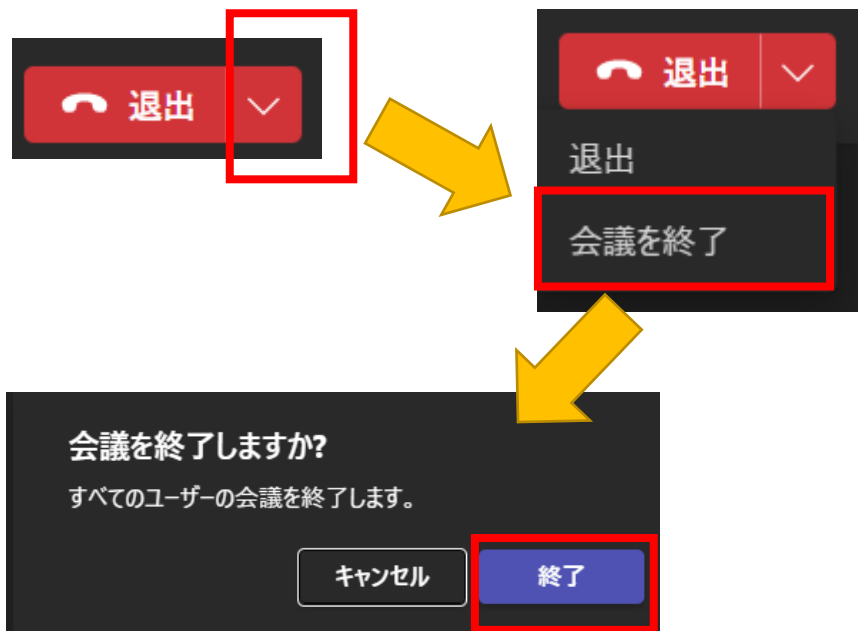 退出
退出
退出
会議を終了
会議を終了しますか?
すべてのユーザーの会議を終了します。
キャンセル
終了